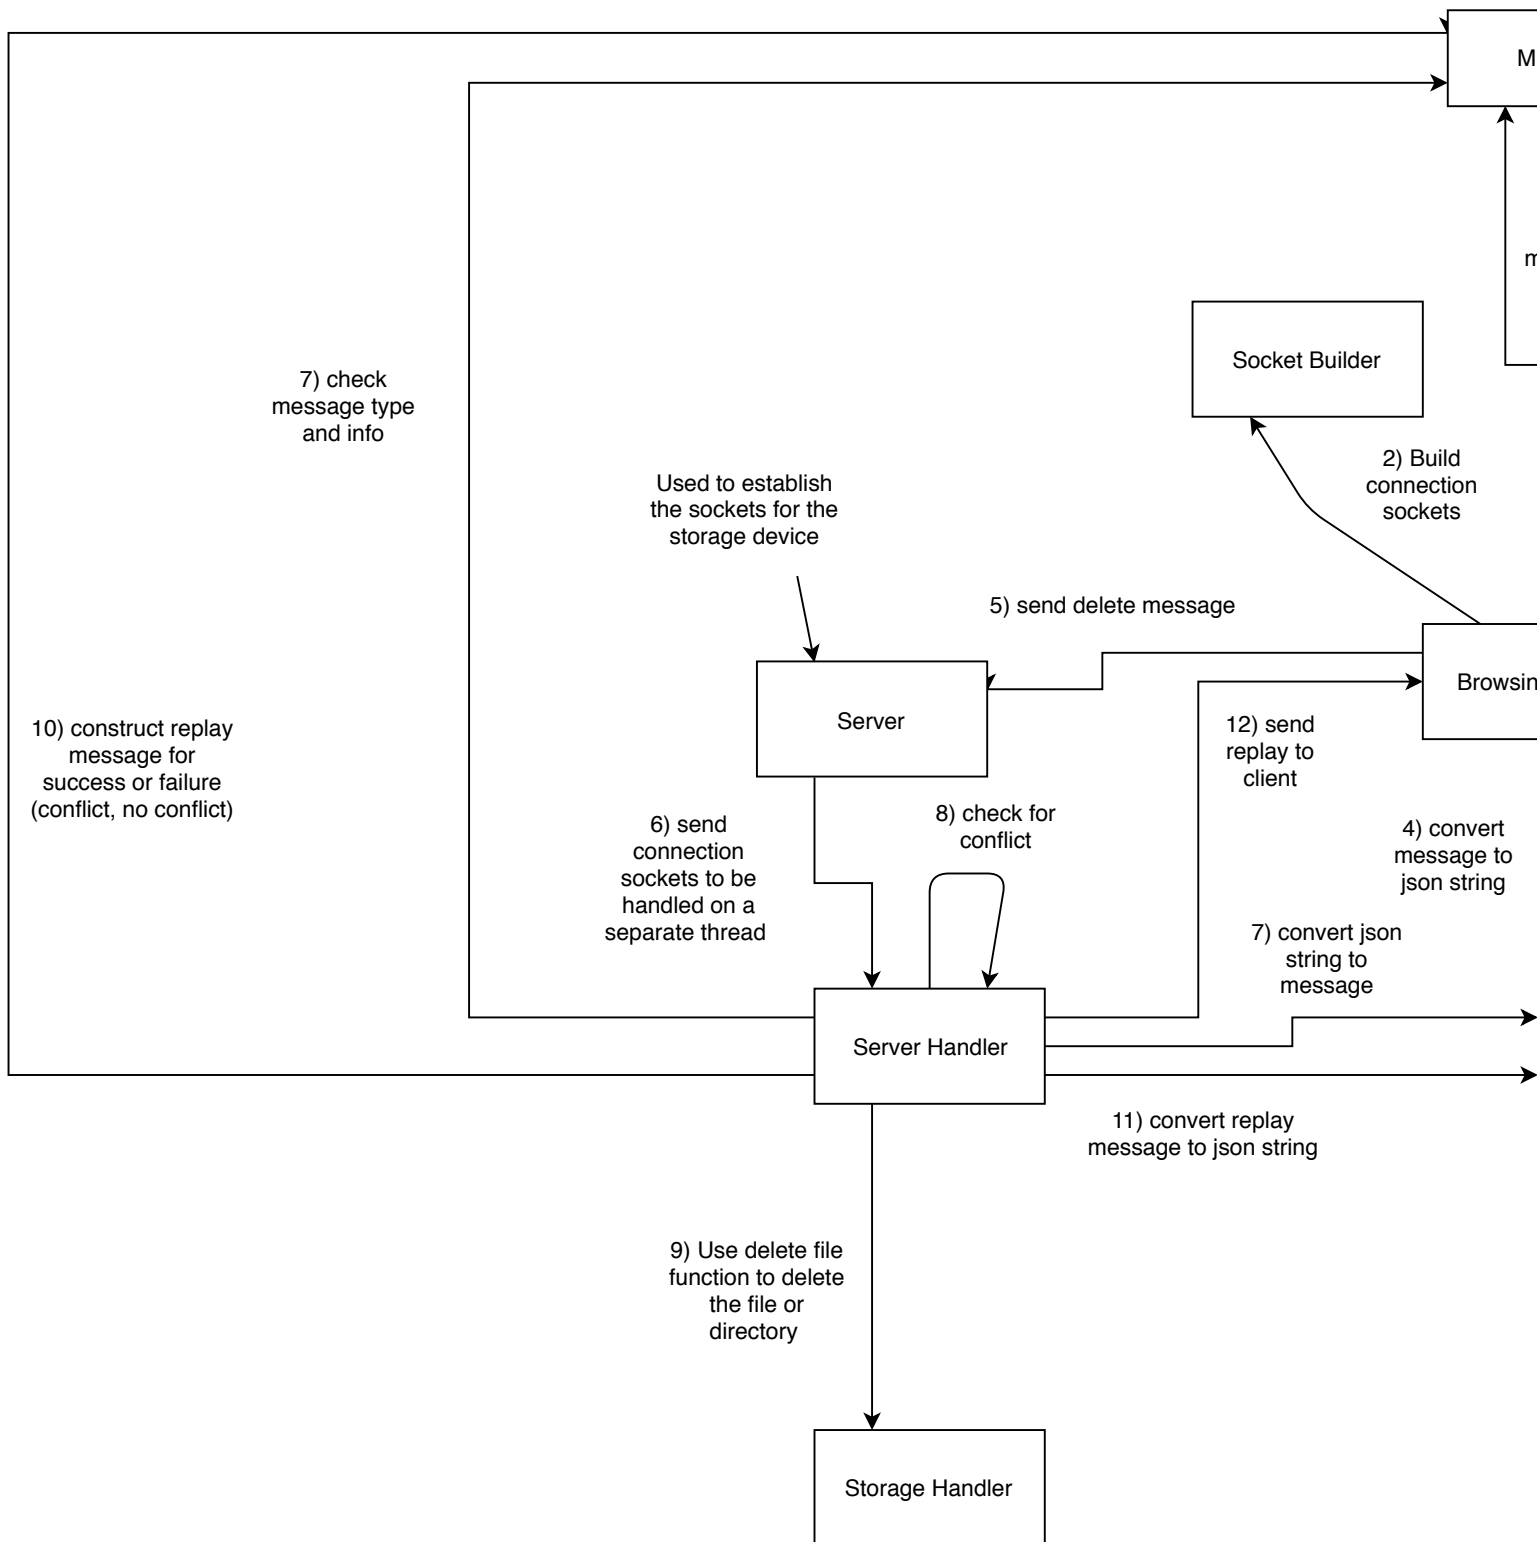 M
m
Socket Builder
7) check
message type
and info
2) Build
connection
sockets
Used to establish
the sockets for the
storage device
5) send delete message
Browsin
Server
12) send
replay to
client
10) construct replay
message for
success or failure
(conflict, no conflict)
8) check for
conflict
6) send
connection
sockets to be
handled on a
separate thread
4) convert
message to
json string
7) convert json
string to
message
Server Handler
11) convert replay
message to json string
9) Use delete file
function to delete
the file or
directory
Storage Handler